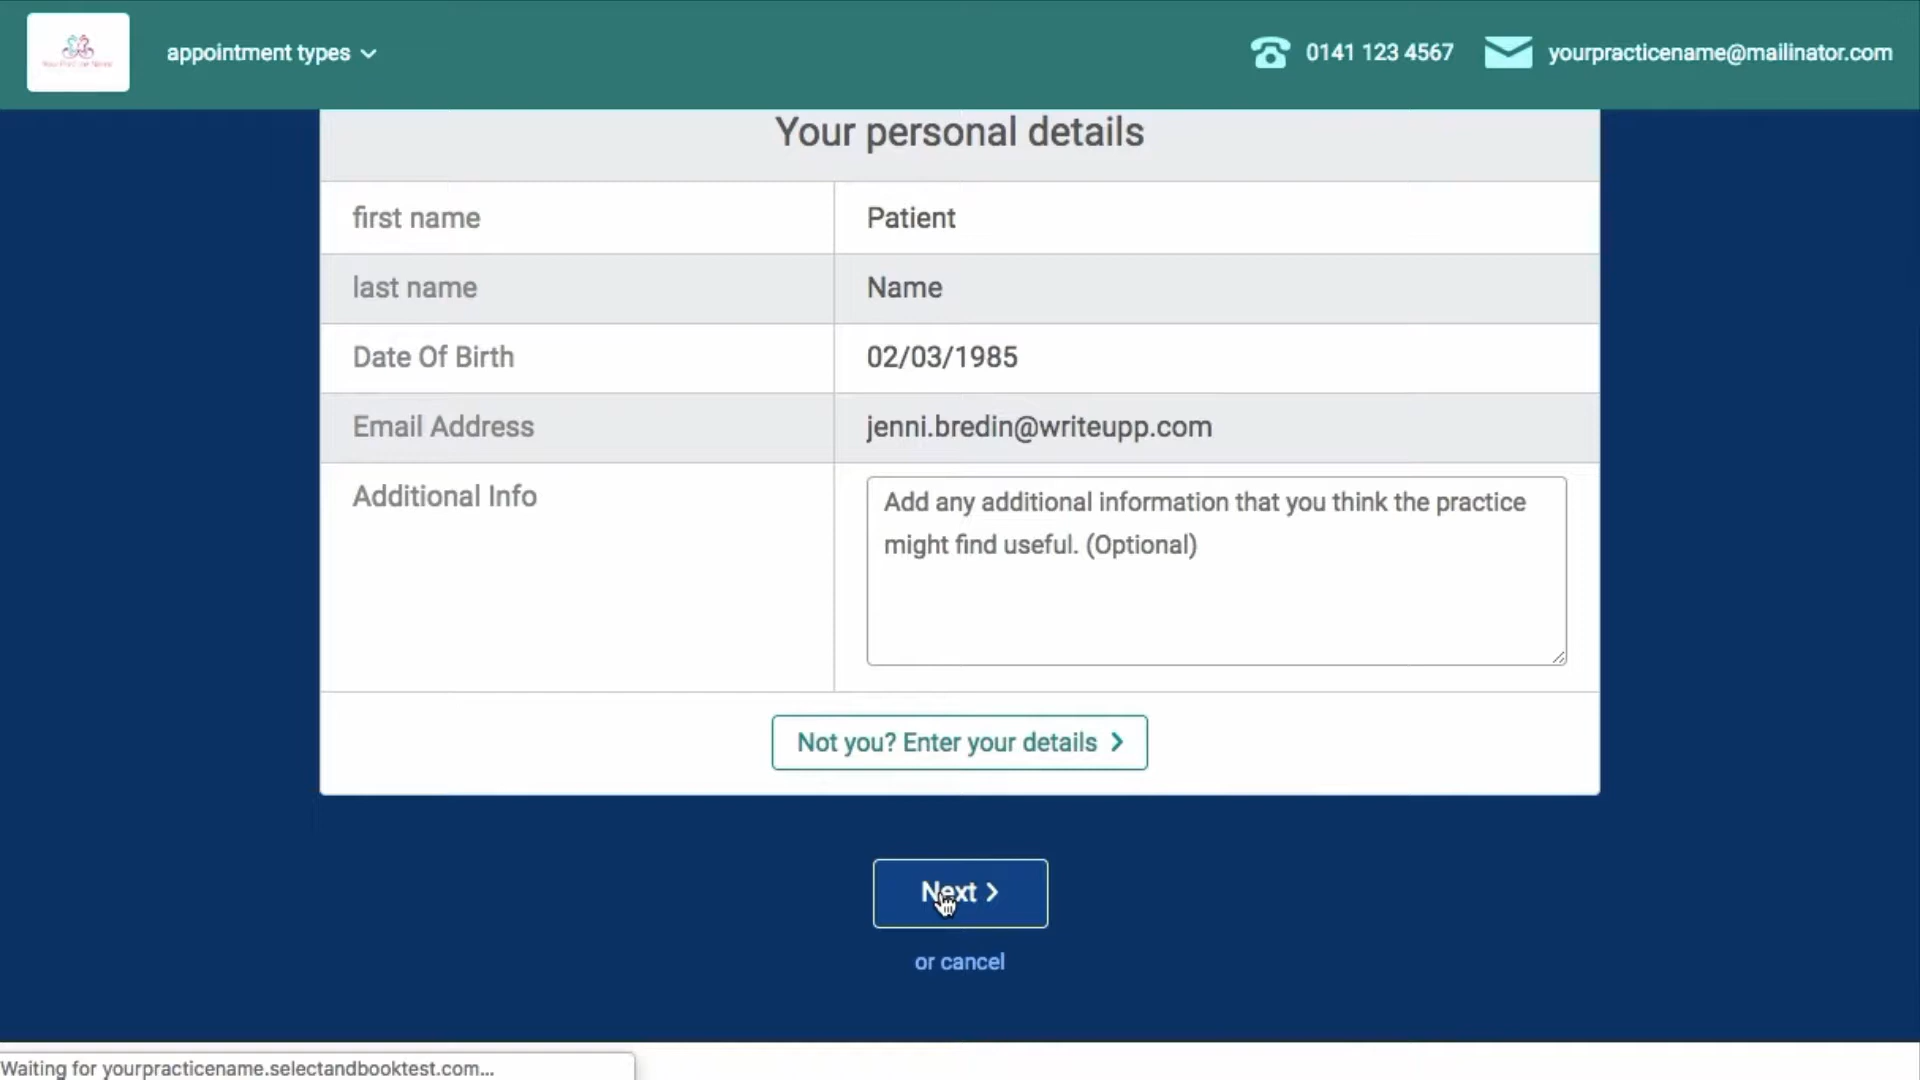 appointment types
0141 123 4567
yourpracticename@mailinator.com
Your personal details
first name
Patient
last name
Name
Date Of Birth
02/03/1985
Email Address
jenni.bredin@writeupp.com
Additional Info
Add any additional information that you think the practice
might find useful. (Optional)
Not you? Enter your details
Next
or cancel
Waiting for yourpracticename.selectandbooktest.com...